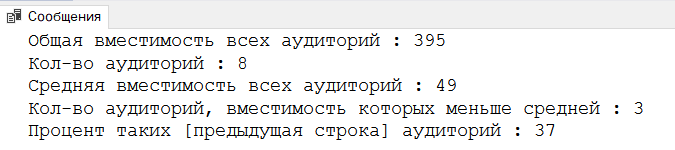 Сообщения
Общая вместимость всех аудиторий : 395
Кол-во аудиторий : 8
Средняя вместимость всех аудиторий : 49
Кол-во аудиторий, вместимость которых меньше средней : 3
Процент таких [предыдущая строка] аудиторий : 37